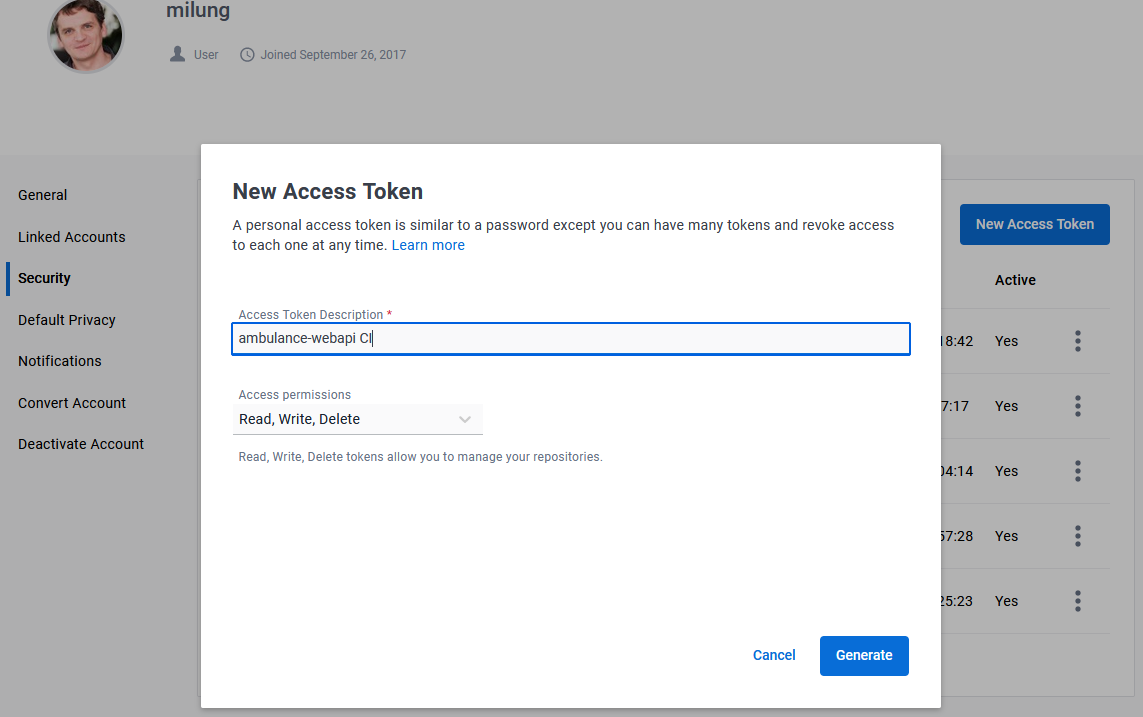 milung
User Joined September 26, 2017
General
Linked Accounts
Security
Default Privacy
Notifications
Convert Account
Deactivate Account
New Access Token
A personal access token is similar to a password except you can have many tokens and revoke access
to each one at any time. Learn more
Access Token Description *
ambulance-webapi CI
Access permissions
Read, Write, Delete
Read, Write, Delete tokens allow you to manage your repositories.
Cancel
Generate
New Access Token
Active
18:42 Yes
7:17 Yes
04:14 Yes
57:28 Yes
25:23 Yes